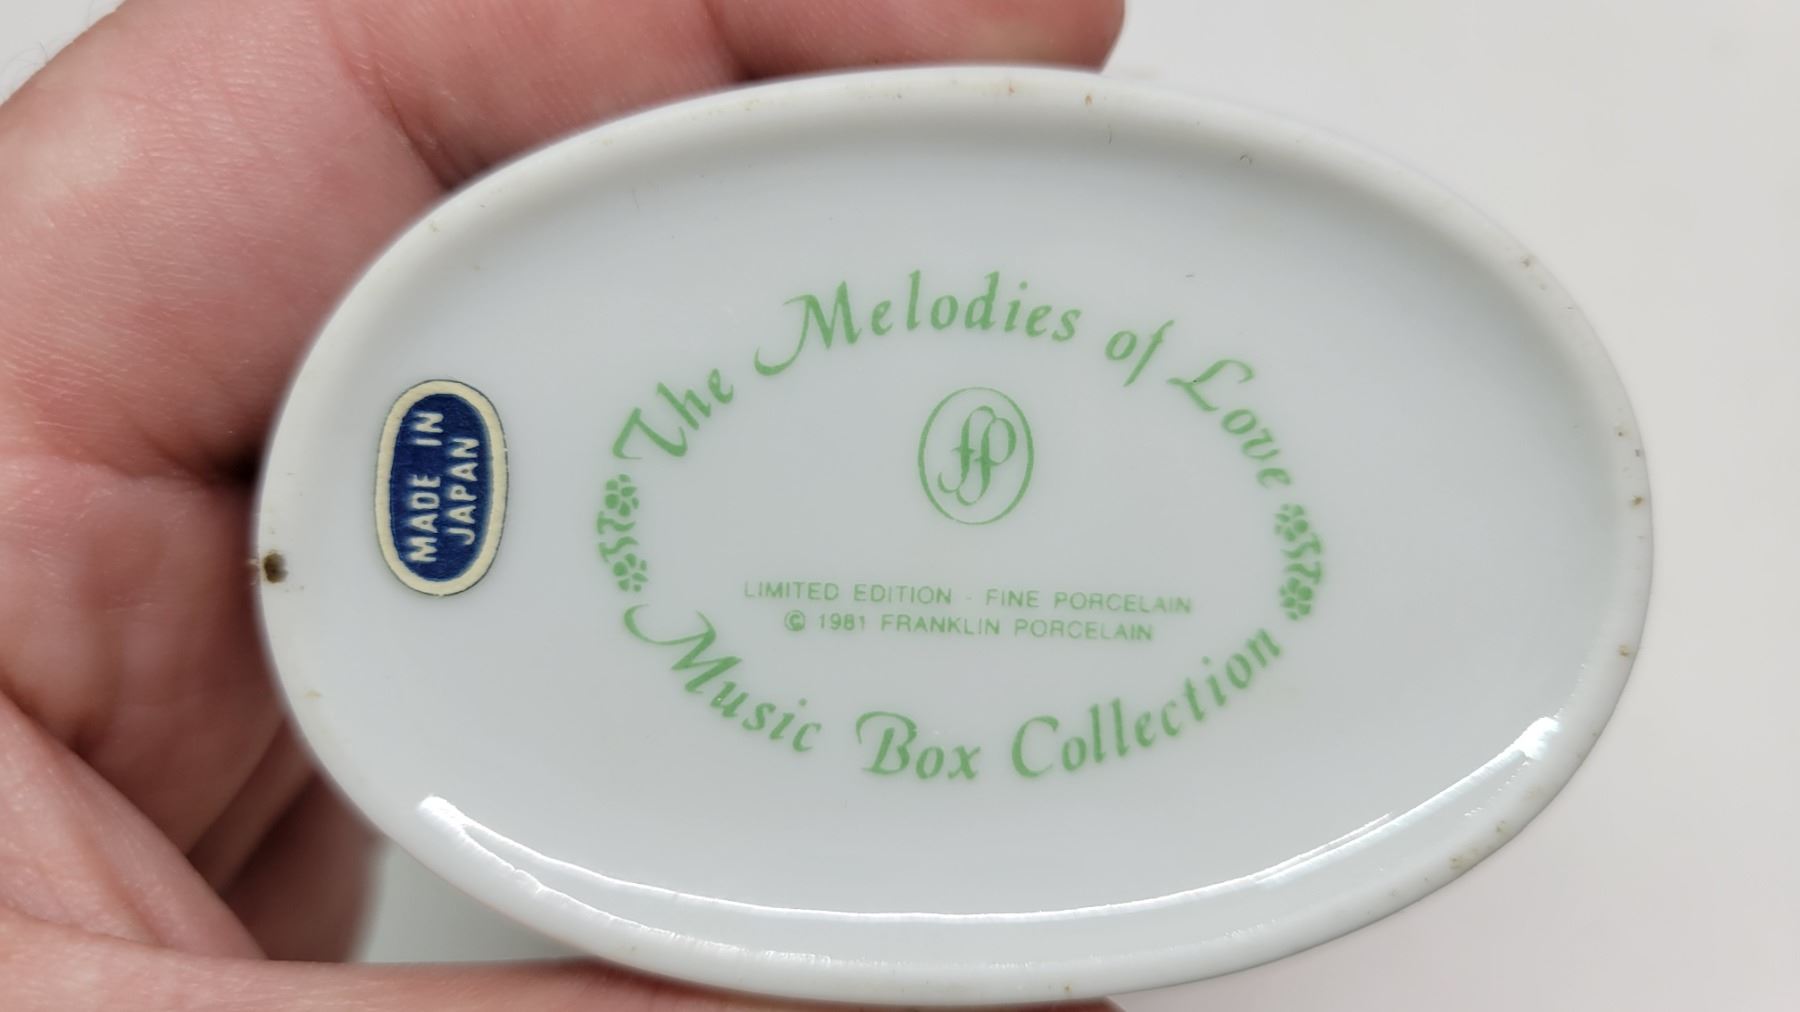 The Melodies of Love
fp
LIMITED EDITION - FINE PORCELAIN
© 1981 FRANKLIN PORCELAIN
Music Box Collection
MADE IN
JAPAN